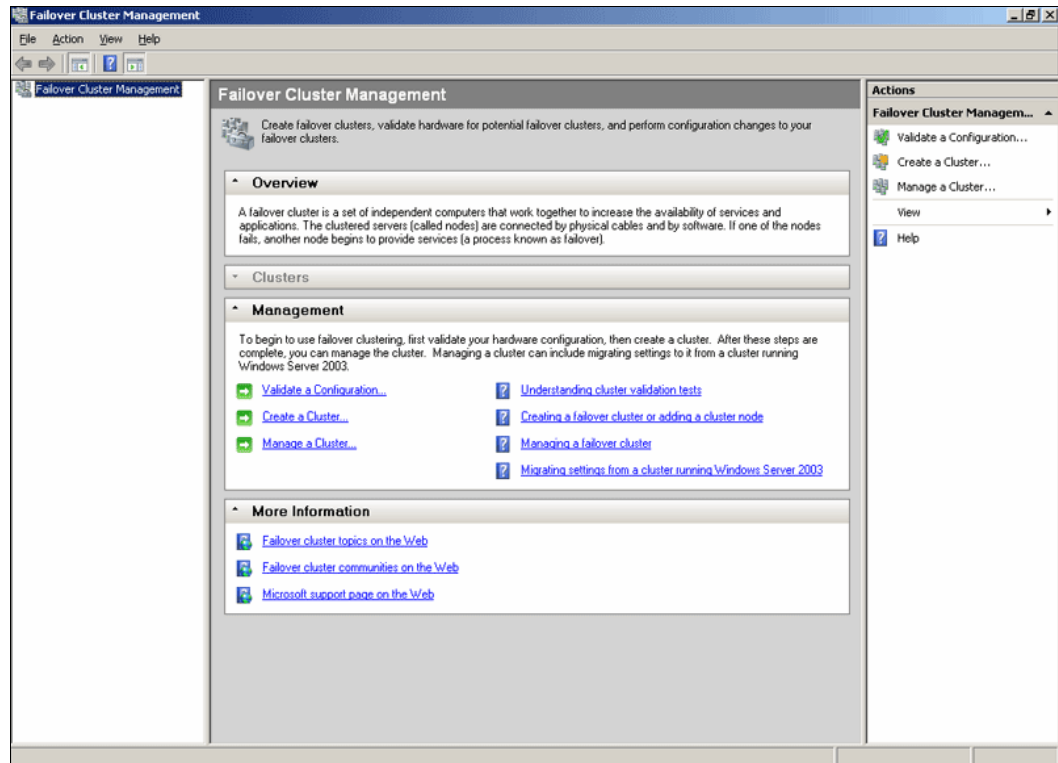 Failover Cluster Management
File Action View Help
Failover Cluster Management
Failover Cluster Management
Create failover clusters, validate hardware for potential failover clusters, and perform configuration changes to your
failover clusters.
Overview
A failover cluster is a set of independent computers that work together to increase the availability of services and
applications. The clustered servers (called nodes) are connected by physical cables and by software. If one of the nodes
fails, another node begins to provide services (a process known as failover).
Clusters
Management
To begin to use failover clustering, first validate your hardware configuration, then create a cluster. After these steps are
complete, you can manage the cluster. Managing a cluster can include migrating settings to it from a cluster running
Windows Server 2003.
Validate a Configuration...
Create a Cluster...
Manage a Cluster...
Understanding cluster validation tests
Creating a failover cluster or adding a cluster node
Managing a failover cluster
Migrating settings from a cluster running Windows Server 2003
More Information
Failover cluster topics on the Web
Failover cluster communities on the Web
Microsoft support page on the Web
Actions
Failover Cluster Managem...
Validate a Configuration...
Create a Cluster...
Manage a Cluster...
View
Help